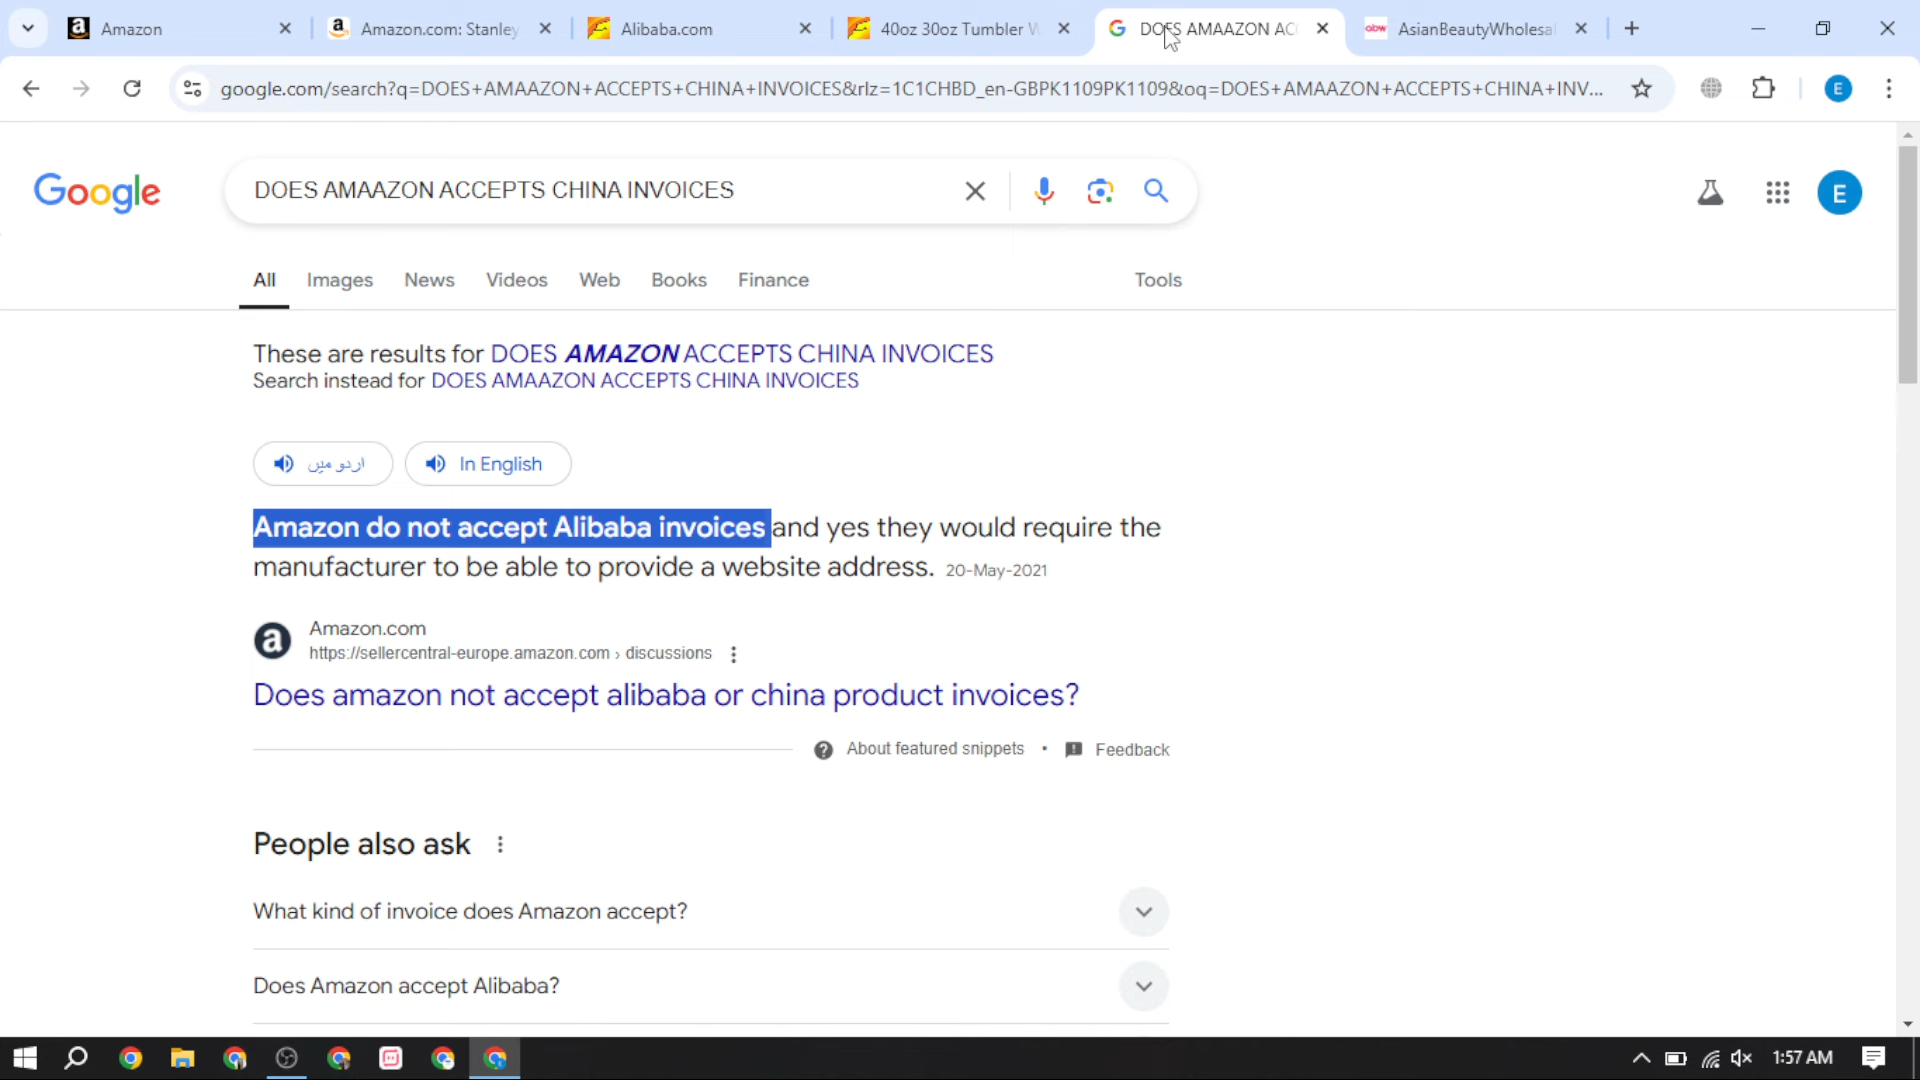 Amazon
Amazon.com: Stanley
Alibaba.com
40oz 30oz Tumbler W
DOES AMAAZON AC
AsianBeautyWholesal
google.com/search?q=DOES+AMAAZON+ACCEPTS+CHINA+INVOICES&rlz=1C1CHBD_en-GBPK1109PK1109&oq=DOES+AMAAZON+ACCEPTS+CHINA+INV...
E
Google
DOES AMAAZON ACCEPTS CHINA INVOICES
E
All
Images
News
Videos
Web
Books
Finance
Tools
These are results for DOES AMAZON ACCEPTS CHINA INVOICES
Search instead for DOES AMAAZON ACCEPTS CHINA INVOICES
اردو میں
In English
Amazon do not accept Alibaba invoices and yes they would require the
manufacturer to be able to provide a website address. 20-May-2021
Amazon.com
https://sellercentral-europe.amazon.com › discussions
Does amazon not accept alibaba or china product invoices?
About featured snippets • Feedback
People also ask
What kind of invoice does Amazon accept?
Does Amazon accept Alibaba?
1:57 AM